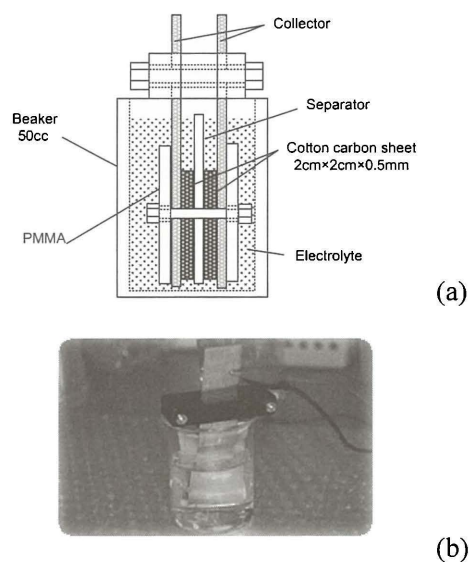 Collector
Separator
Beaker
50cc
Cotton carbon sheet
2cm×2cm×0.5mm
PMMA
Electrolyte
(a)
(b)